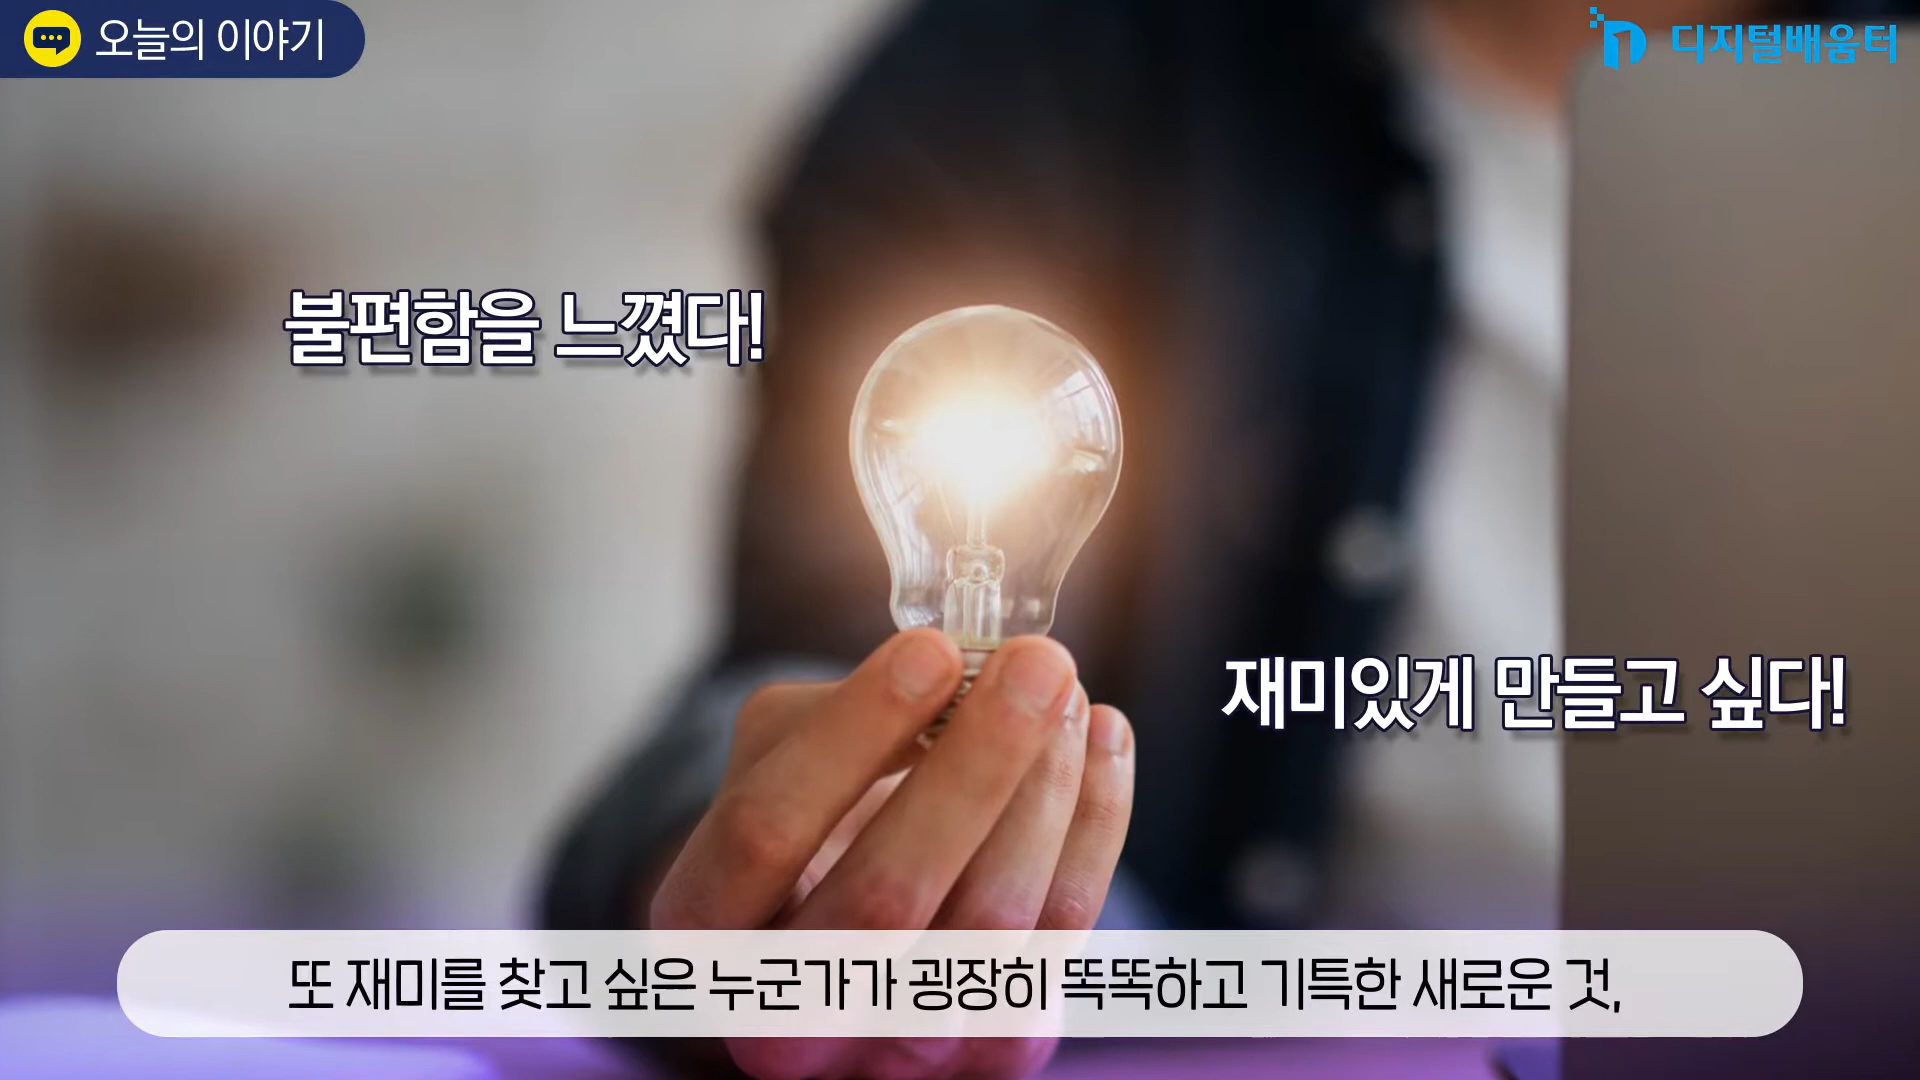 오늘의 이야기
디지털배움터
불편함을 느꼈다!
재미있게 만들고 싶다!
또 재미를 찾고 싶은 누군가가 굉장히 똑똑하고 기특한 새로운 것,